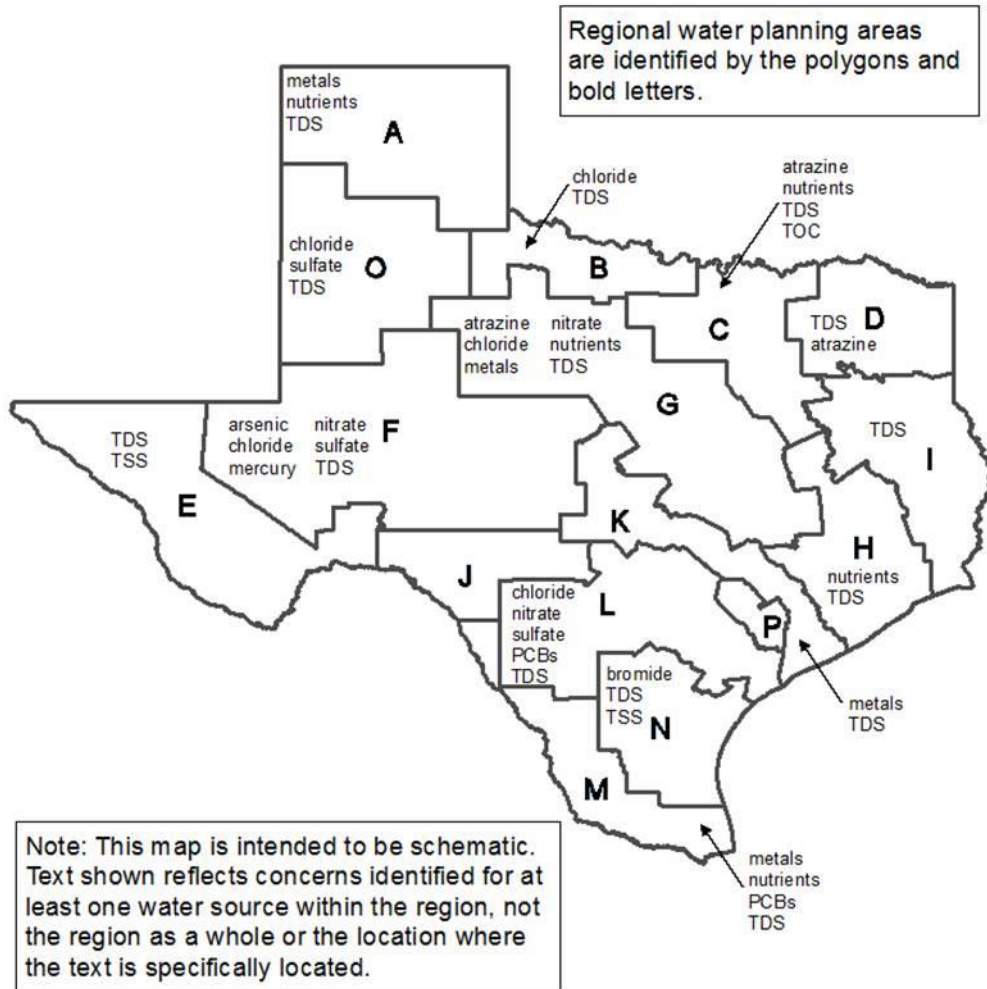 Regional water planning areas
are identified by the polygons and
bold letters.
metals
nutrients
TDS
A
chloride
TDS
atrazine
nutrients
TDS
TOC
chloride
sulfate
TDS
O
B
atrazine
chloride
metals
nitrate
nutrients
TDS
C
TDS
atrazine
D
G
TDS
TSS
E
arsenic
chloride
mercury
nitrate
sulfate
TDS
F
TDS
I
K
H
nutrients
TDS
J
chloride
nitrate
sulfate
PCBs
TDS
L
P
bromide
TDS
TSS
N
metals
TDS
M
metals
nutrients
PCBs
TDS
Note: This map is intended to be schematic.
Text shown reflects concerns identified for at
least one water source within the region, not
the region as a whole or the location where
the text is specifically located.